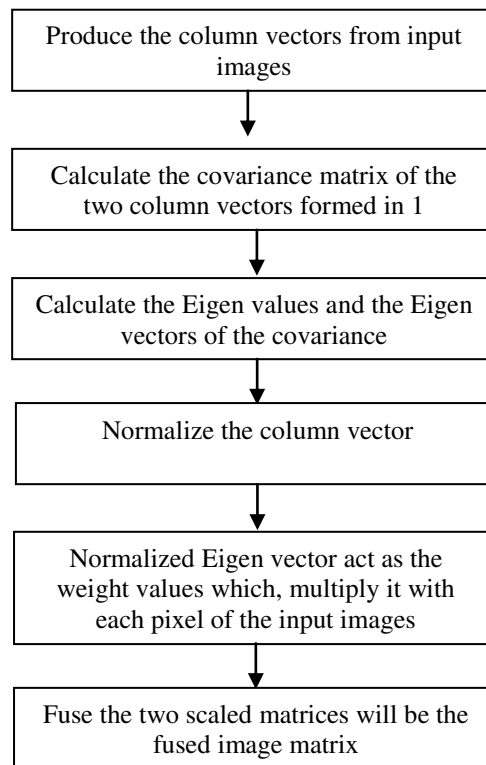 Produce the column vectors from input
images
Calculate the covariance matrix of the
two column vectors formed in 1
Calculate the Eigen values and the Eigen
vectors of the covariance
Normalize the column vector
Normalized Eigen vector act as the
weight values which, multiply it with
each pixel of the input images
Fuse the two scaled matrices will be the
fused image matrix